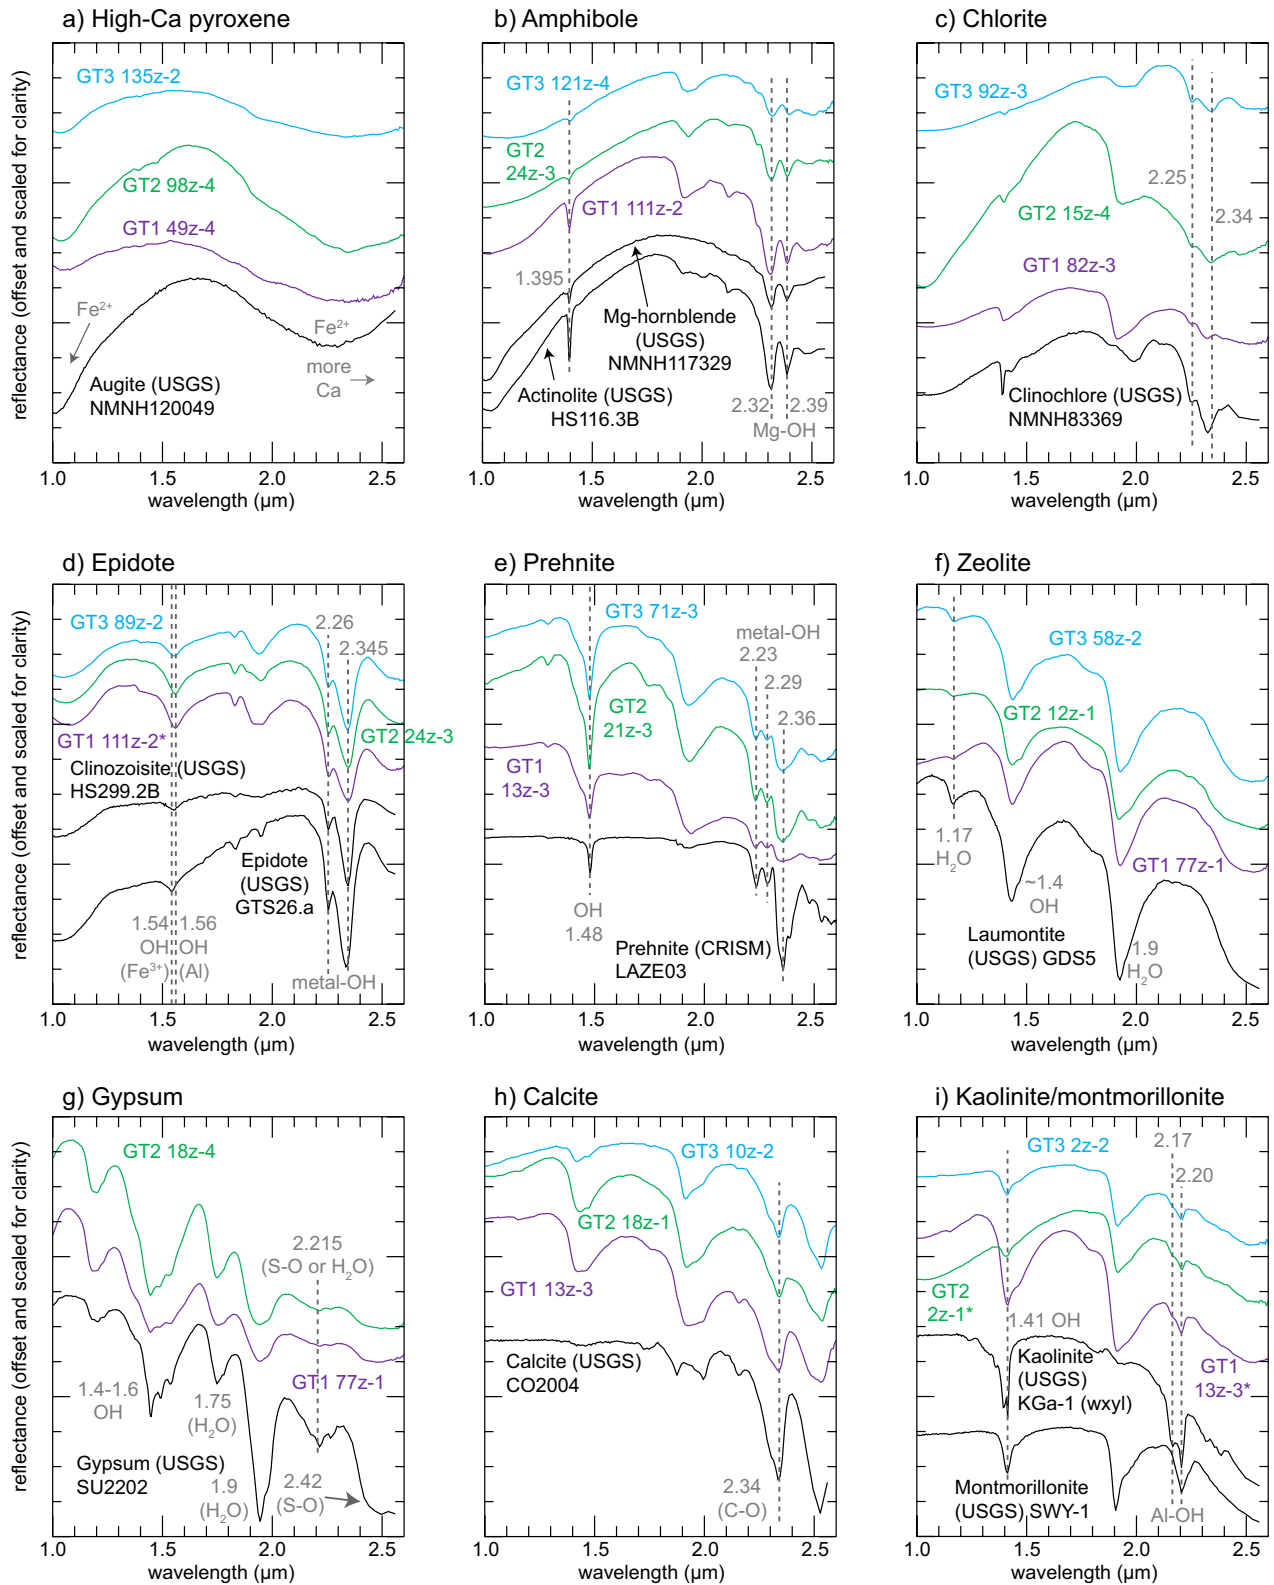 a) High-Ca pyroxene
reflectance (offset and scaled for clarity)
GT3 135z-2
GT2 98z-4
GT1 49z-4
Fe²⁺
Fe²⁺
more
Ca
Augite (USGS)
NMNH120049
1.0
1.5
2.0
2.5
wavelength (µm)
b) Amphibole
GT3 121z-4
GT2
24z-3
GT1 111z-2
1.395
Mg-hornblende
(USGS)
NMNH117329
Actinolite (USGS)
HS116.3B
2.32
2.39
Mg-OH
1.0
1.5
2.0
2.5
wavelength (µm)
c) Chlorite
GT3 92z-3
2.25
GT2 15z-4
2.34
GT1 82z-3
Clinochlore (USGS)
NMNH83369
1.0
1.5
2.0
2.5
wavelength (µm)
d) Epidote
reflectance (offset and scaled for clarity)
GT3 89z-2
2.26
2.345
GT1 111z-2*
GT2 24z-3
Clinozoisite (USGS)
HS299.2B
Epidote
(USGS)
GTS26.a
1.54
OH
(Fe³⁺)
1.56
OH
(Al)
metal-OH
1.0
1.5
2.0
2.5
wavelength (µm)
e) Prehnite
GT3 71z-3
metal-OH
2.23
2.29
GT2
21z-3
2.36
GT1
13z-3
OH
1.48
Prehnite (CRISM)
LAZE03
1.0
1.5
2.0
2.5
wavelength (µm)
f) Zeolite
GT3 58z-2
GT2 12z-1
1.17
H₂O
GT1 77z-1
~1.4
OH
Laumontite
(USGS) GDS5
1.9
H₂O
1.0
1.5
2.0
2.5
wavelength (µm)
g) Gypsum
reflectance (offset and scaled for clarity)
GT2 18z-4
2.215
(S-O or H₂O)
GT1 77z-1
1.4-1.6
OH
1.75
(H₂O)
Gypsum (USGS)
SU2202
1.9
(H₂O)
2.42
(S-O)
1.0
1.5
2.0
2.5
wavelength (µm)
h) Calcite
GT3 10z-2
GT2 18z-1
GT1 13z-3
Calcite (USGS)
CO2004
2.34
(C-O)
1.0
1.5
2.0
2.5
wavelength (µm)
i) Kaolinite/montmorillonite
GT3 2z-2
2.17
2.20
GT2
2z-1*
1.41 OH
Kaolinite
(USGS)
KGa-1 (wxyl)
GT1
13z-3*
Montmorillonite
(USGS) SWY-1
Al-OH
1.0
1.5
2.0
2.5
wavelength (µm)